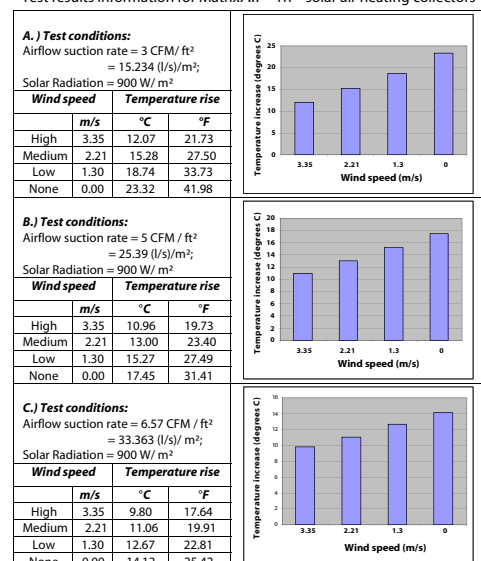 A. ) Test conditions:
Airflow suction rate = 3 CFM/ ft²
= 15.234 (l/s)/m²;
Solar Radiation = 900 W/ m²
Wind speed Temperature rise
m/s °C °F
High 3.35 12.07 21.73
Medium 2.21 15.28 27.50
Low 1.30 18.74 33.73
None 0.00 23.32 41.98
Temperature increase (degrees C)
25
20
15
10
5
0
3.35 2.21 1.3 0
Wind speed (m/s)
B.) Test conditions:
Airflow suction rate = 5 CFM / ft²
= 25.39 (l/s)/m²;
Solar Radiation = 900 W/ m²
Wind speed Temperature rise
m/s °C °F
High 3.35 10.96 19.73
Medium 2.21 13.00 23.40
Low 1.30 15.27 27.49
None 0.00 17.45 31.41
Temperature increase (degrees C)
20
18
16
14
12
10
8
6
4
2
0
3.35 2.21 1.3 0
Wind speed (m/s)
C.) Test conditions:
Airflow suction rate = 6.57 CFM / ft²
= 33.363 (l/s)/ m²;
Solar Radiation = 900 W/ m²
Wind speed Temperature rise
m/s °C °F
High 3.35 9.80 17.64
Medium 2.21 11.06 19.91
Low 1.30 12.67 22.81
Temperature increase (degrees C)
16
14
12
10
8
6
4
2
0
3.35 2.21 1.3 0
Wind speed (m/s)